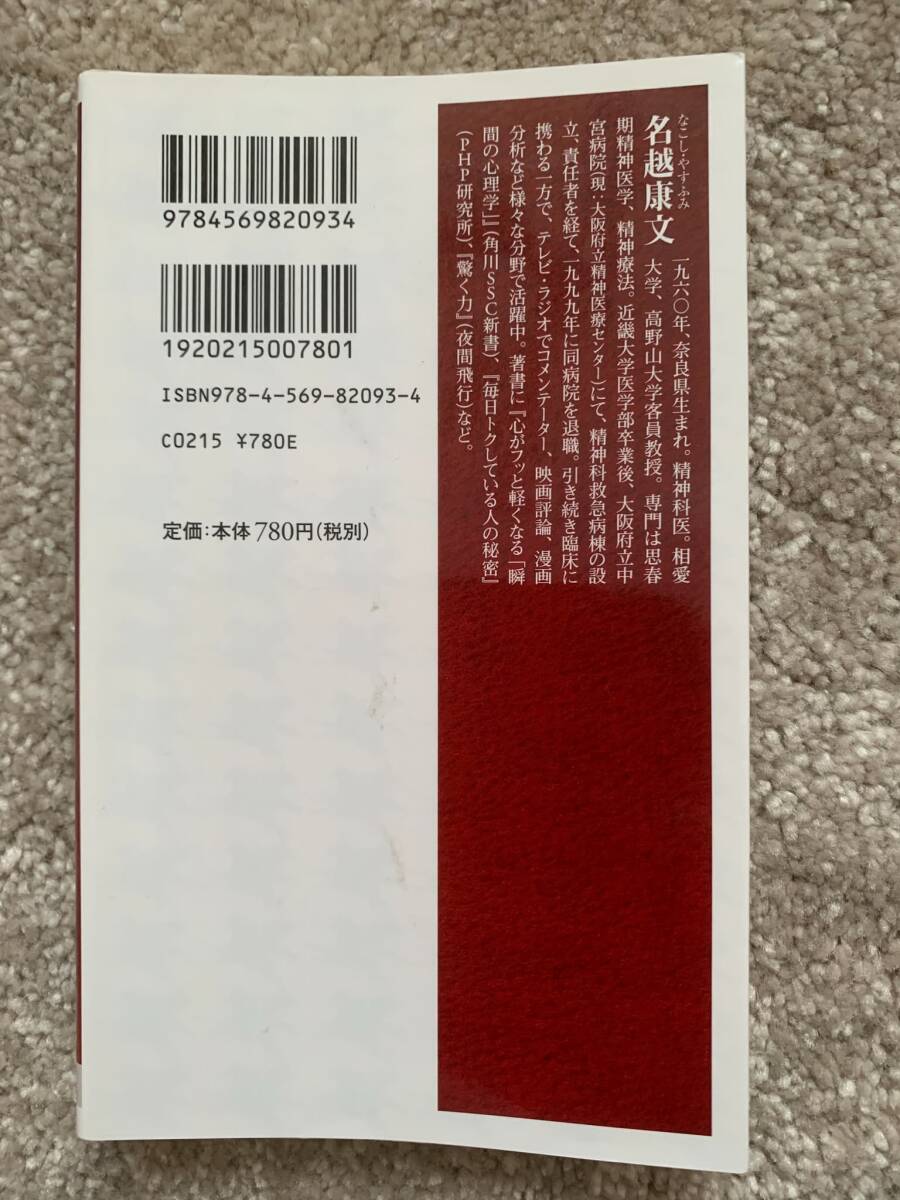 9784569820934
1920215007801
ISBN978-4-569-82093-4
C0215 ¥780E
定価:本体780円(税別)
なこし・やすふみ
名越康文
一九六〇年、奈良県生まれ。精神科医。相愛
大学、高野山大学客員教授。専門は思春
期精神医学、精神療法。近畿大学医学部卒業後、大阪府立中
宮病院(現:大阪府立精神医療センター)にて、精神科救急病棟の設
立、責任者を経て、一九九九年に同病院を退職。引き続き臨床に
携わる一方で、テレビ・ラジオでコメンテーター、映画評論、漫画
分析など様々な分野で活躍中。著書に『心がフッと軽くなる「瞬
間の心理学」』(角川SSC新書)、『毎日トクしている人の秘密』
(PHP研究所)、『驚く力』(夜間飛行)など。